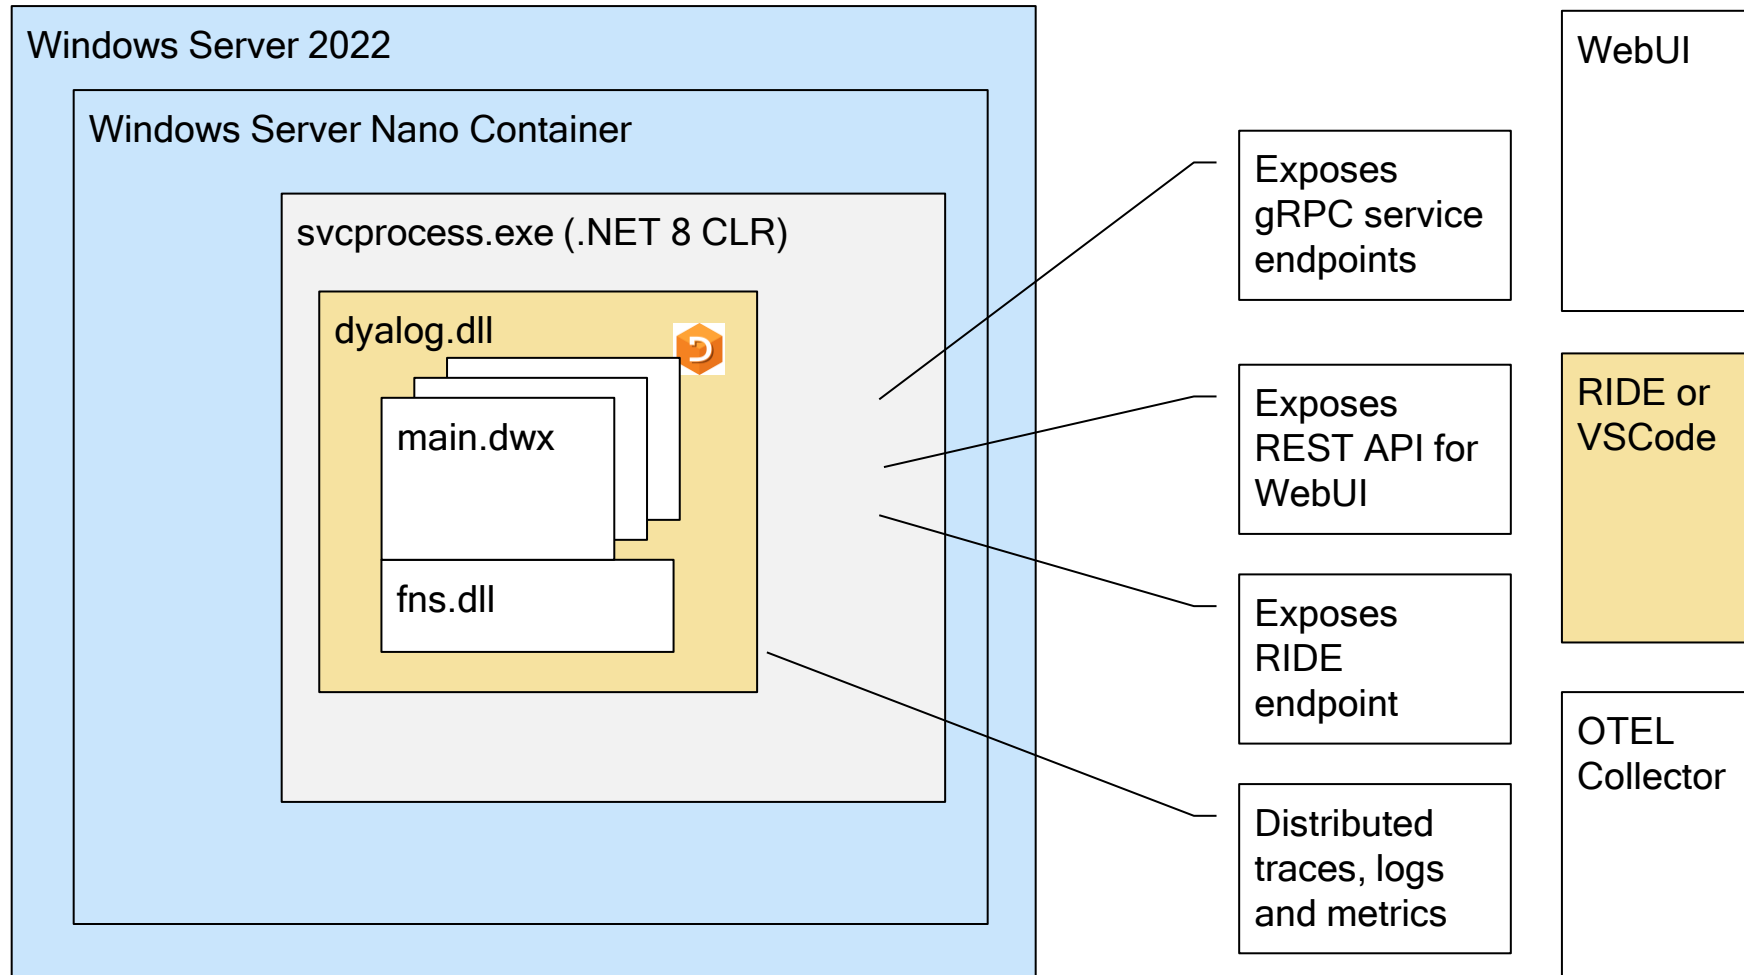 Windows Server 2022
Windows Server Nano Container
svcprocess.exe (.NET 8 CLR)
dyalog.dll
main.dwx
fns.dll
Exposes
gRPC service
endpoints
Exposes
REST API for
WebUI
Exposes
RIDE
endpoint
Distributed
traces, logs
and metrics
WebUI
RIDE or
VSCode
OTEL
Collector